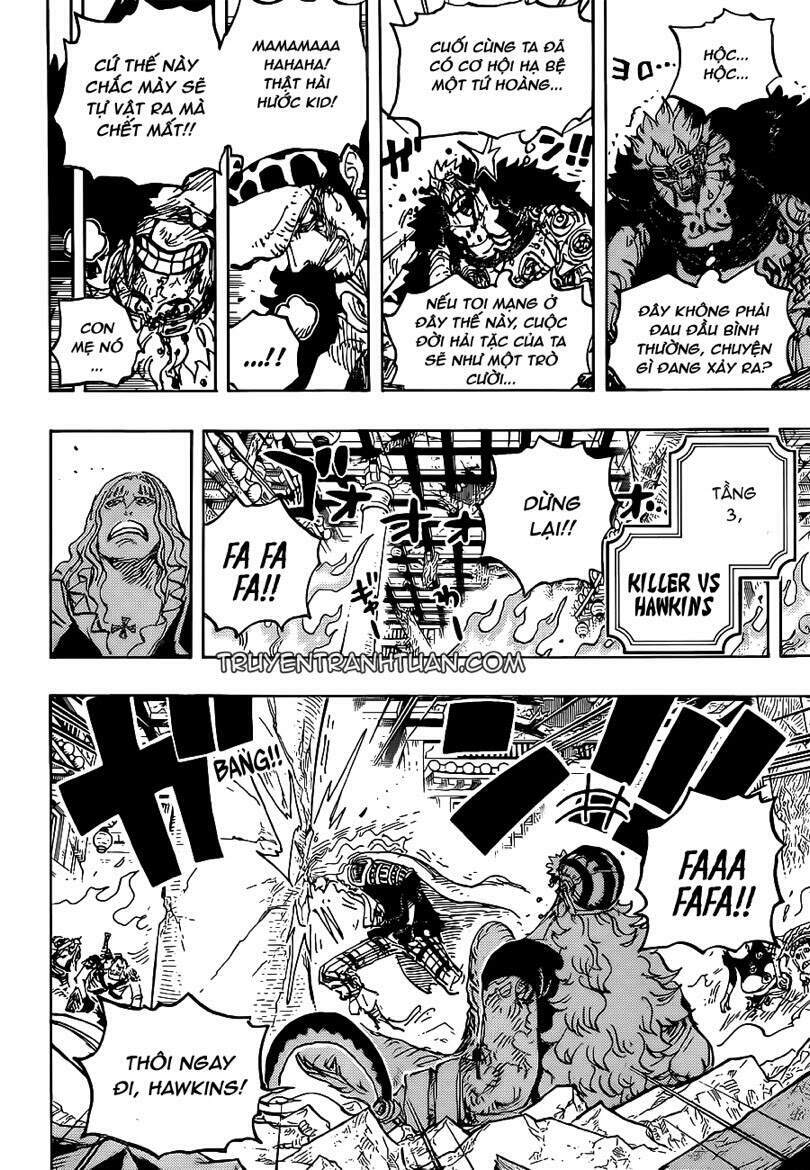 HỘC...
HỘC...
ĐÂY KHÔNG PHẢI
ĐAU ĐẦU BÌNH
THƯỜNG, CHUYỆN
GÌ ĐANG XẢY RA?
CUỐI CÙNG TA ĐÃ
CÓ CƠ HỘI HẠ BỆ
MỘT TỨ HOÀNG...
NẾU TOI MẠNG Ở
ĐÂY THẾ NÀY, CUỘC
ĐỜI HẢI TẶC CỦA TA
SẼ NHƯ MỘT TRÒ
CƯỜI...
MAMAMAAA
HAHAHA!
THẬT HÀI
HƯỚC KID!
...!!
CỨ THẾ NÀY
CHẮC MÀY SẼ
TỰ VẬT RA MÀ
CHẾT MẤT!!
CON
MẸ NÓ
...
TẦNG
3,
KILLER VS
HAWKINS
DỪNG
LẠI!!
FA FA
FA!!
TRUYENTRANHTUAN.COM
BANG!!
FAAA
FAFA!!
THÔI NGAY
ĐI, HAWKINS!